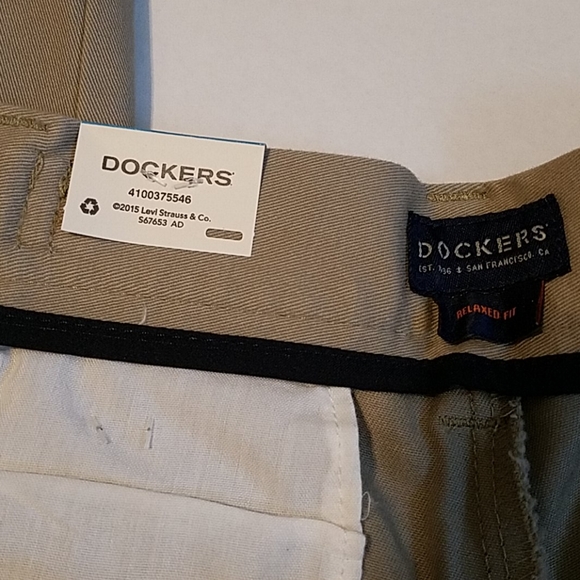 DOCKERS
4100375546
©2015 Levi Strauss & Co.
S67653 AD
DOCKERS
EST. 1986 SAN FRANCISCO, CA
RELAXED FIT